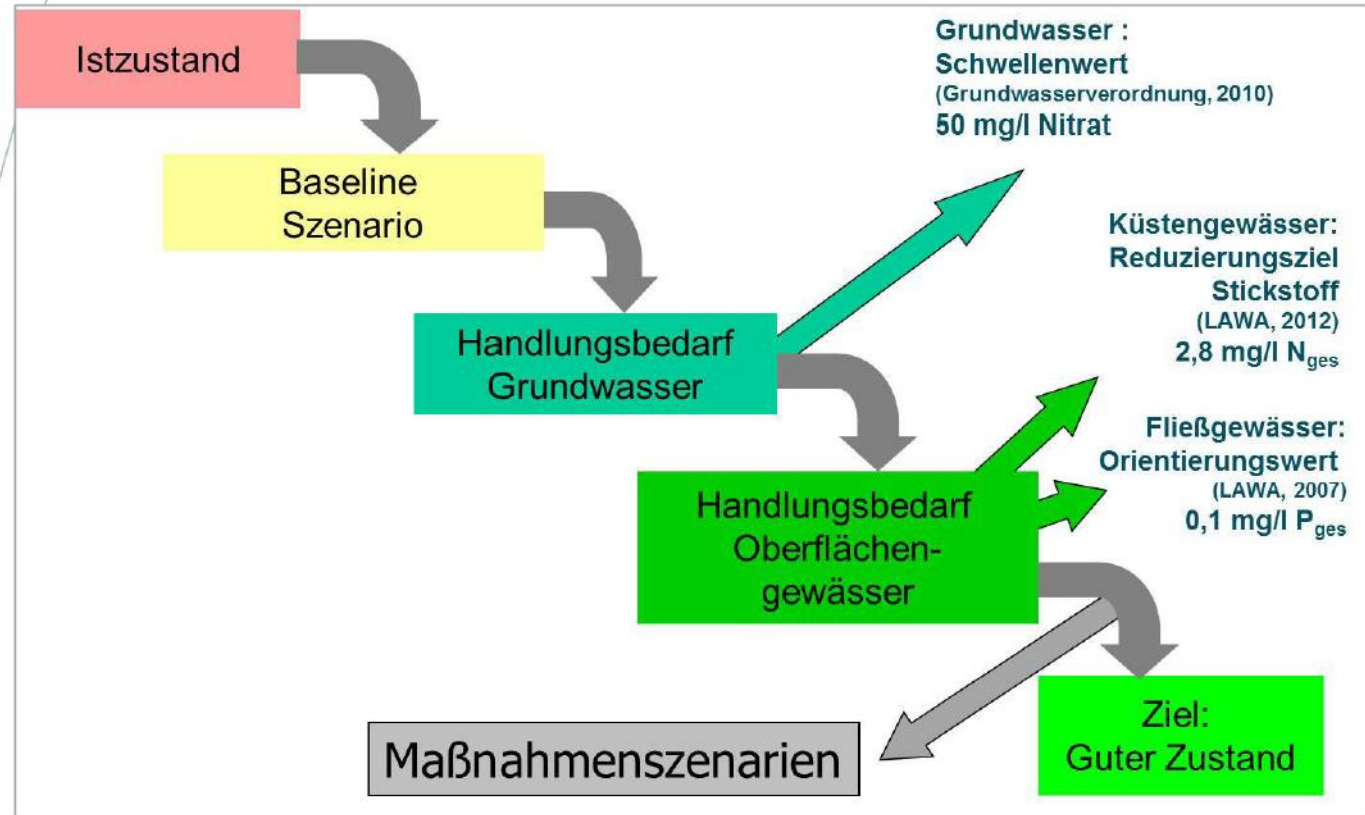 Istzustand
Grundwasser :
Schwellenwert
(Grundwasserverordnung, 2010)
50 mg/l Nitrat
Baseline
Szenario
Küstengewässer:
Reduzierungsziel
Stickstoff
(LAWA, 2012)
2,8 mg/l Nges
Handlungsbedarf
Grundwasser
Fließgewässer:
Orientierungswert
(LAWA, 2007)
0,1 mg/l Pges
Handlungsbedarf
Oberflächen-
gewässer
Ziel:
Guter Zustand
Maßnahmenszenarien